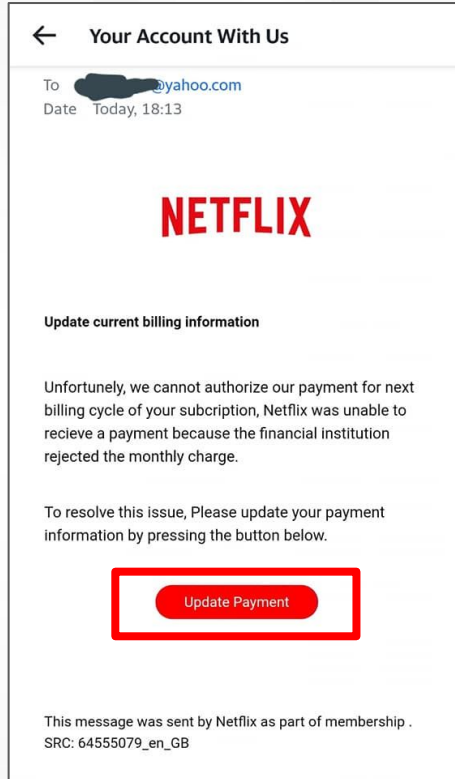 Your Account With Us
To @yahoo.com
Date Today, 18:13
NETFLIX
Update current billing information
Unfortunely, we cannot authorize our payment for next
billing cycle of your subcription, Netflix was unable to
recieve a payment because the financial institution
rejected the monthly charge.
To resolve this issue, Please update your payment
information by pressing the button below.
Update Payment
This message was sent by Netflix as part of membership .
SRC: 64555079_en_GB